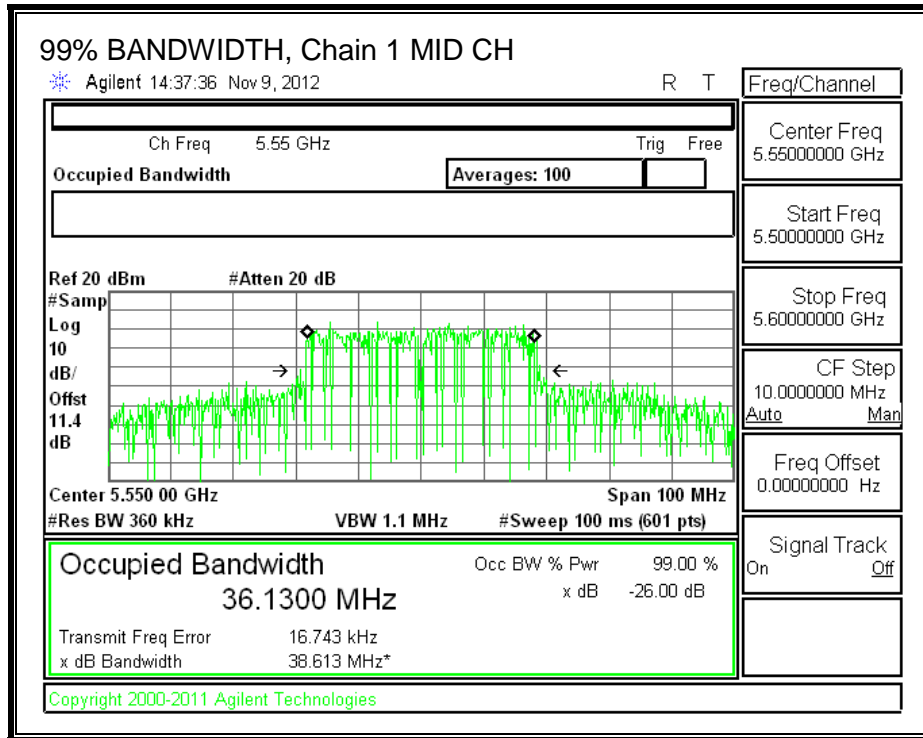 99% BANDWIDTH, Chain 1 MID CH
Agilent 14:37:36 Nov 9, 2012 R T
Freq/Channel
Ch Freq 5.55 GHz Trig Free
Occupied Bandwidth Averages: 100
Center Freq
5.55000000 GHz
Start Freq
5.50000000 GHz
Stop Freq
5.60000000 GHz
CF Step
10.0000000 MHz
Auto Man
Freq Offset
0.00000000 Hz
Signal Track
On Off
Ref 20 dBm #Atten 20 dB
#Samp
Log
10
dB/
Offst
11.4
dB
Center 5.550 00 GHz Span 100 MHz
#Res BW 360 kHz VBW 1.1 MHz #Sweep 100 ms (601 pts)
Occupied Bandwidth Occ BW % Pwr 99.00 %
36.1300 MHz x dB -26.00 dB
Transmit Freq Error 16.743 kHz
x dB Bandwidth 38.613 MHz*
Copyright 2000-2011 Agilent Technologies